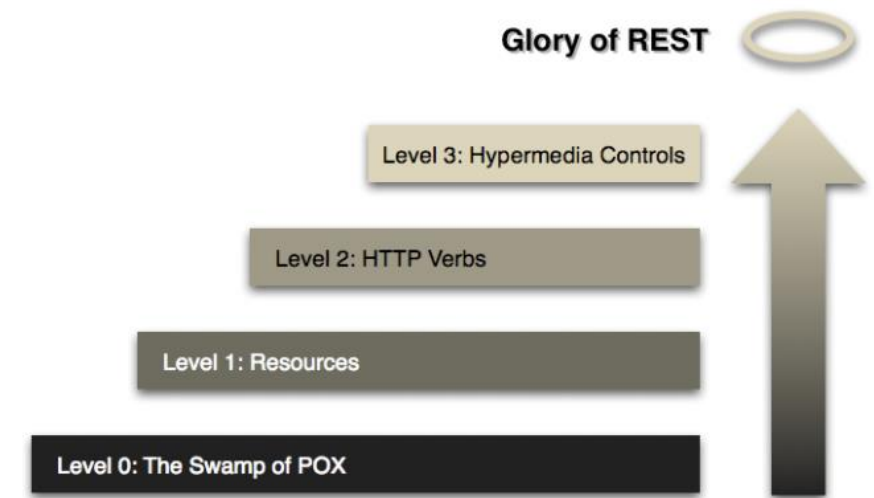 Glory of REST
Level 3: Hypermedia Controls
Level 2: HTTP Verbs
Level 1: Resources
Level 0: The Swamp of POX